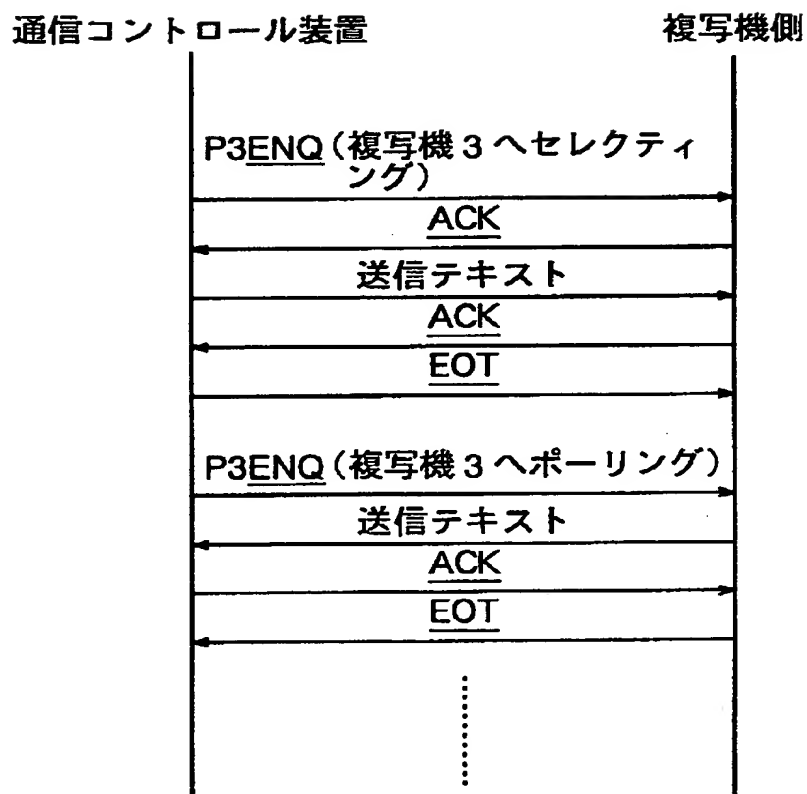 通信コントロール装置
複写機側
P3ENQ(複写機3へセレクティ
ング)
ACK
送信テキスト
ACK
EOT
P3ENQ(複写機3へポーリング)
送信テキスト
ACK
EOT